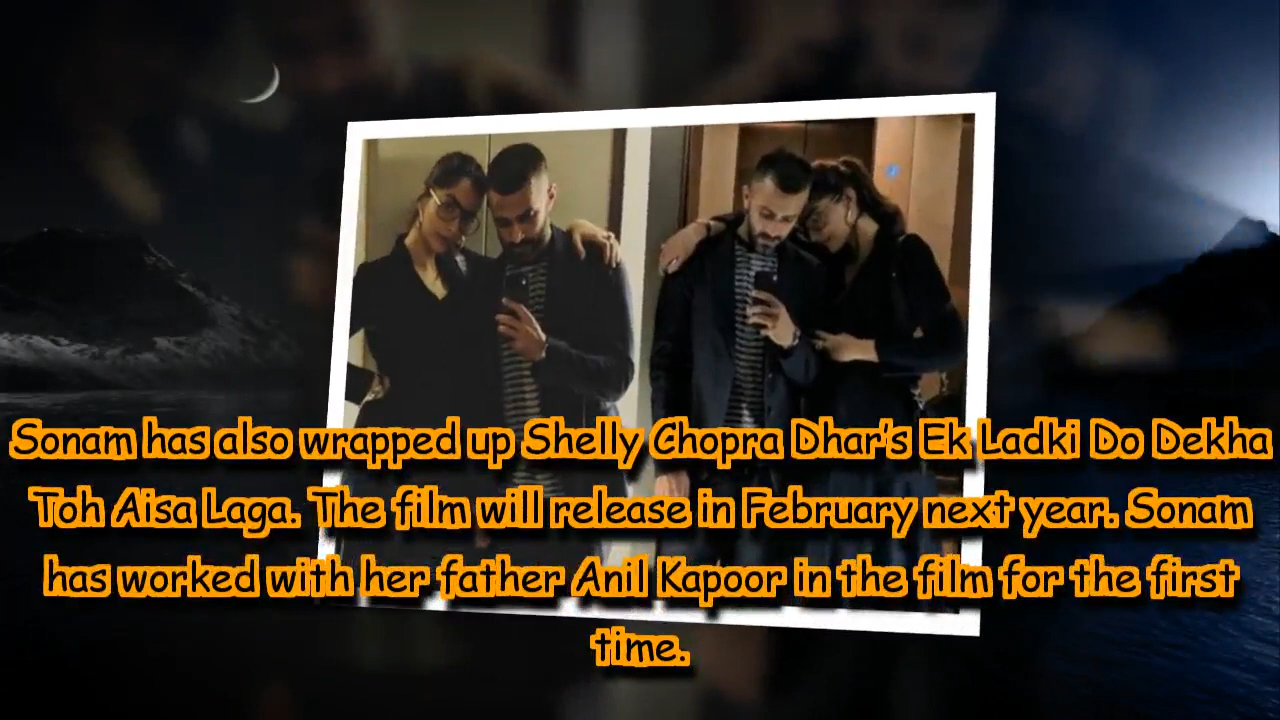 Sonam has also wrapped up Shelly Chopra Dhar’s Ek Ladki Do Dekha
Toh Aisa Laga. The film will release in February next year. Sonam
has worked with her father Anil Kapoor in the film for the first
time.